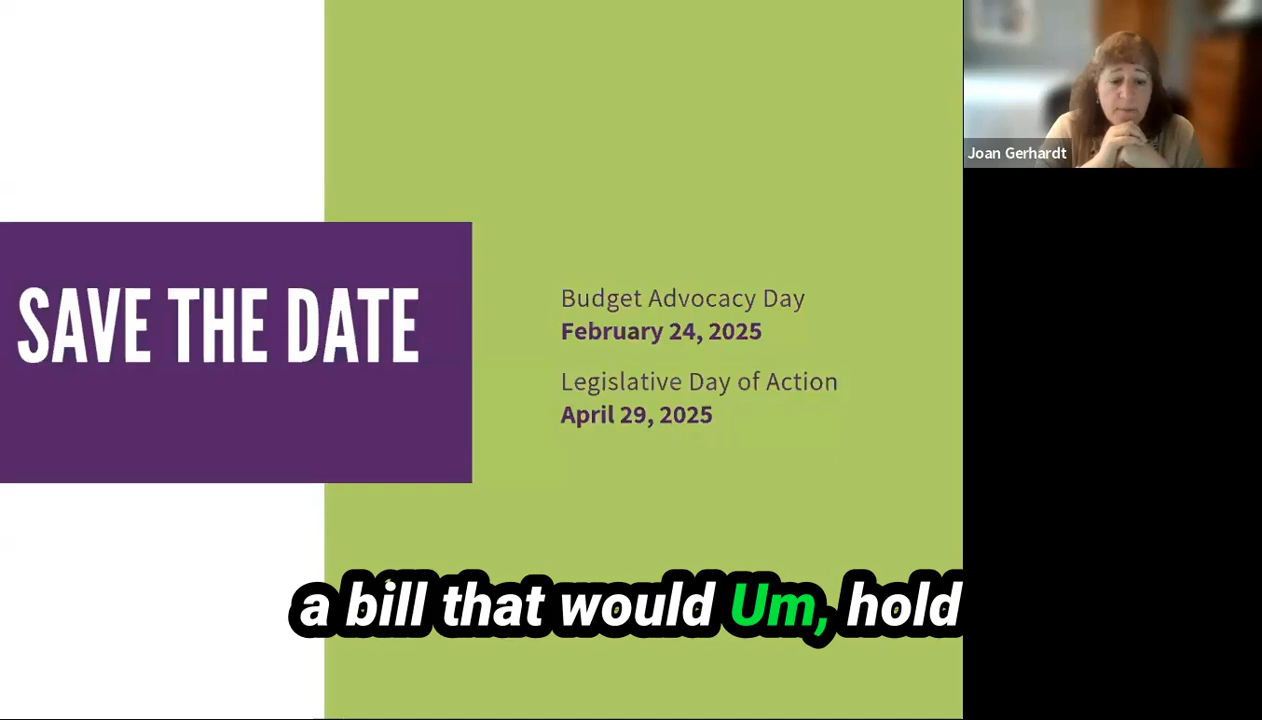 Joan Gerhardt
SAVE THE DATE
Budget Advocacy Day
February 24, 2025
Legislative Day of Action
April 29, 2025
a bill that would Um, hold